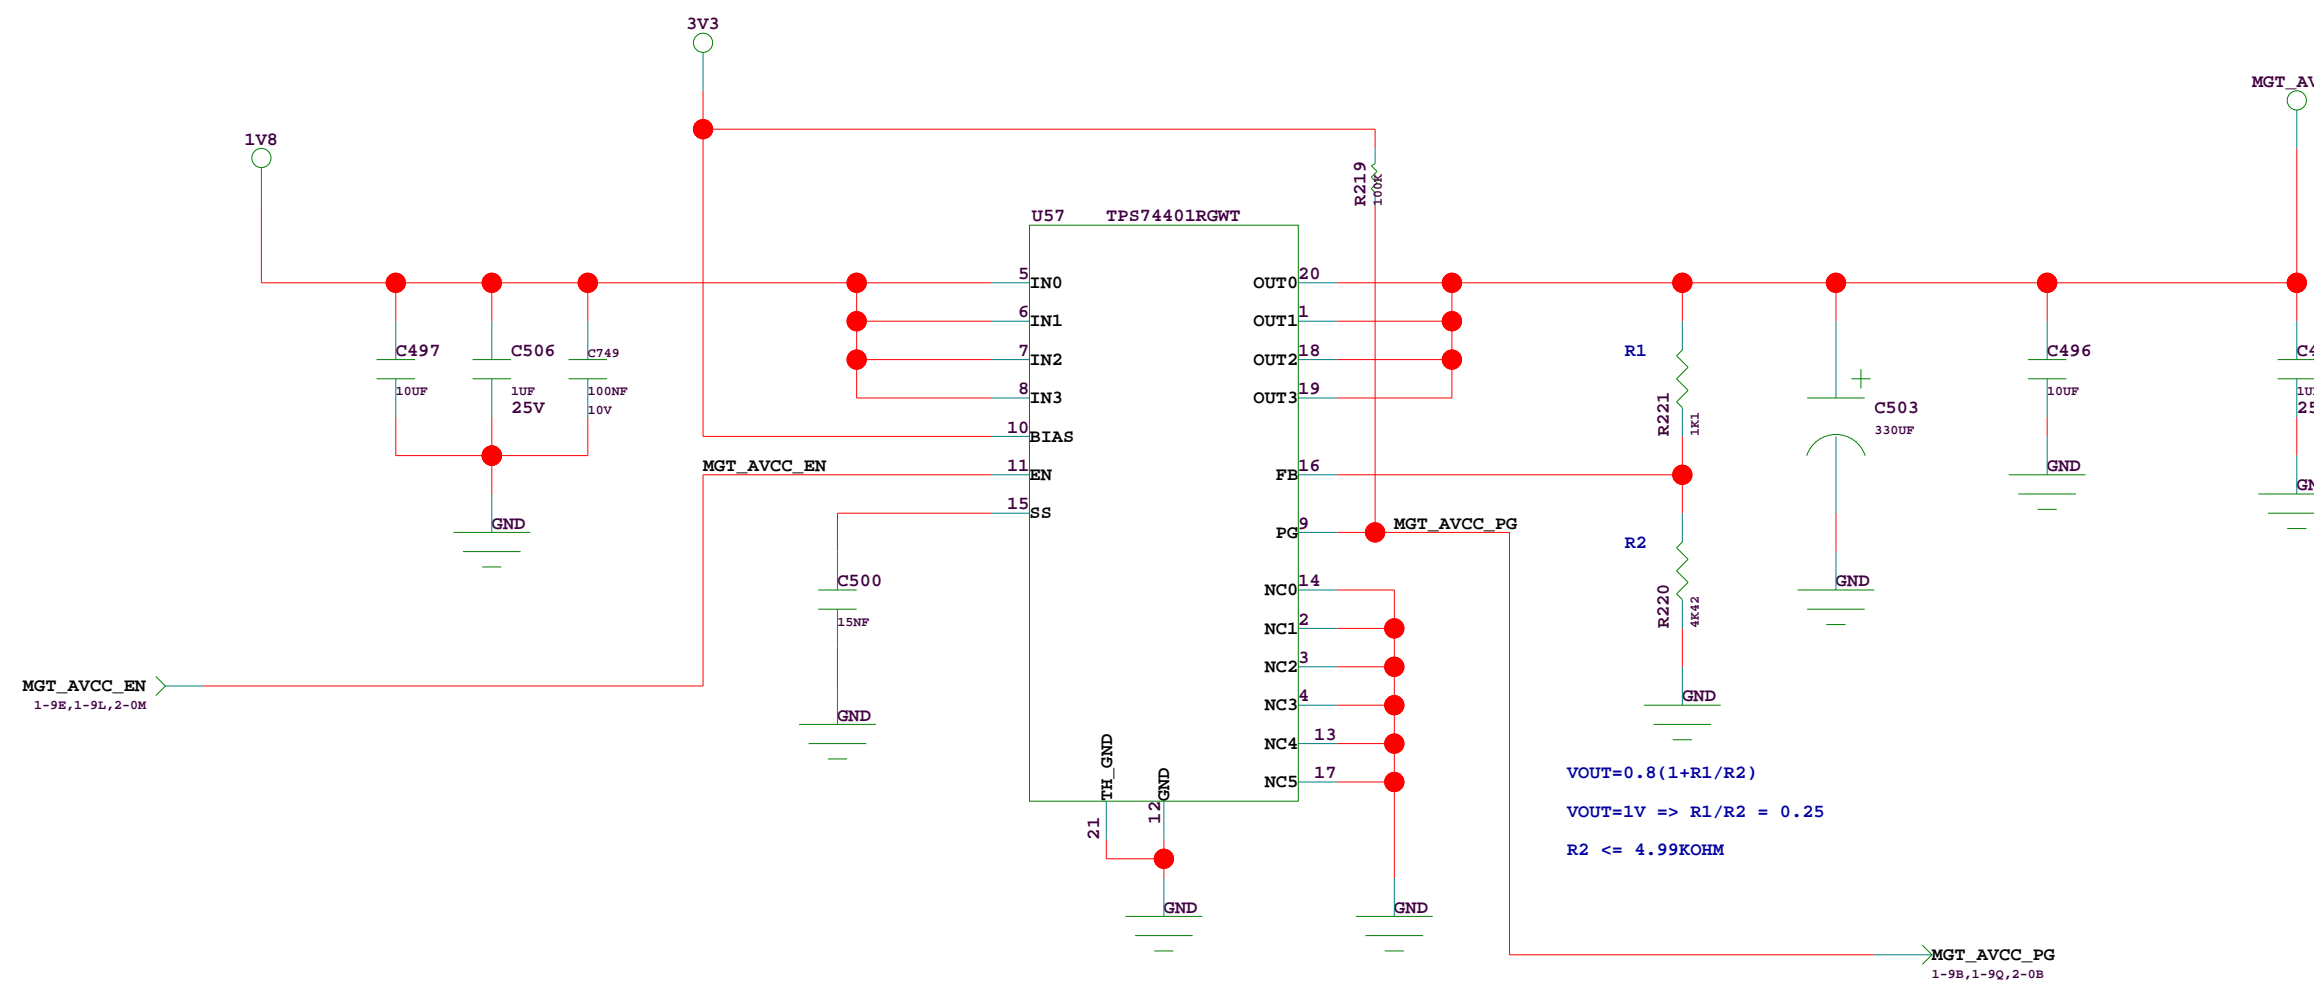 3V3
MGT_AV
1V8
R219
100K
U57 TPS74401RGWT
5 IN0
6 IN1
7 IN2
8 IN3
10 BIAS
11 EN
15 SS
OUT0 20
OUT1 1
OUT2 18
OUT3 19
FB 16
PG 9
NC0 14
NC1 2
NC2 3
NC3 4
NC4 13
NC5 17
TH_GND
21
GND
12
C497
10UF
C506
1UF
25V
C749
100NF
10V
GND
MGT_AVCC_EN
C500
15NF
GND
MGT_AVCC_EN
1-9E,1-9L,2-0M
GND
GND
MGT_AVCC_PG
R1
R221
1K1
R2
R220
4K42
GND
C503
330UF
GND
C496
10UF
GND
C4
1U
25
GN
VOUT=0.8(1+R1/R2)
VOUT=1V => R1/R2 = 0.25
R2 <= 4.99KOHM
MGT_AVCC_PG
1-9B,1-9Q,2-0B